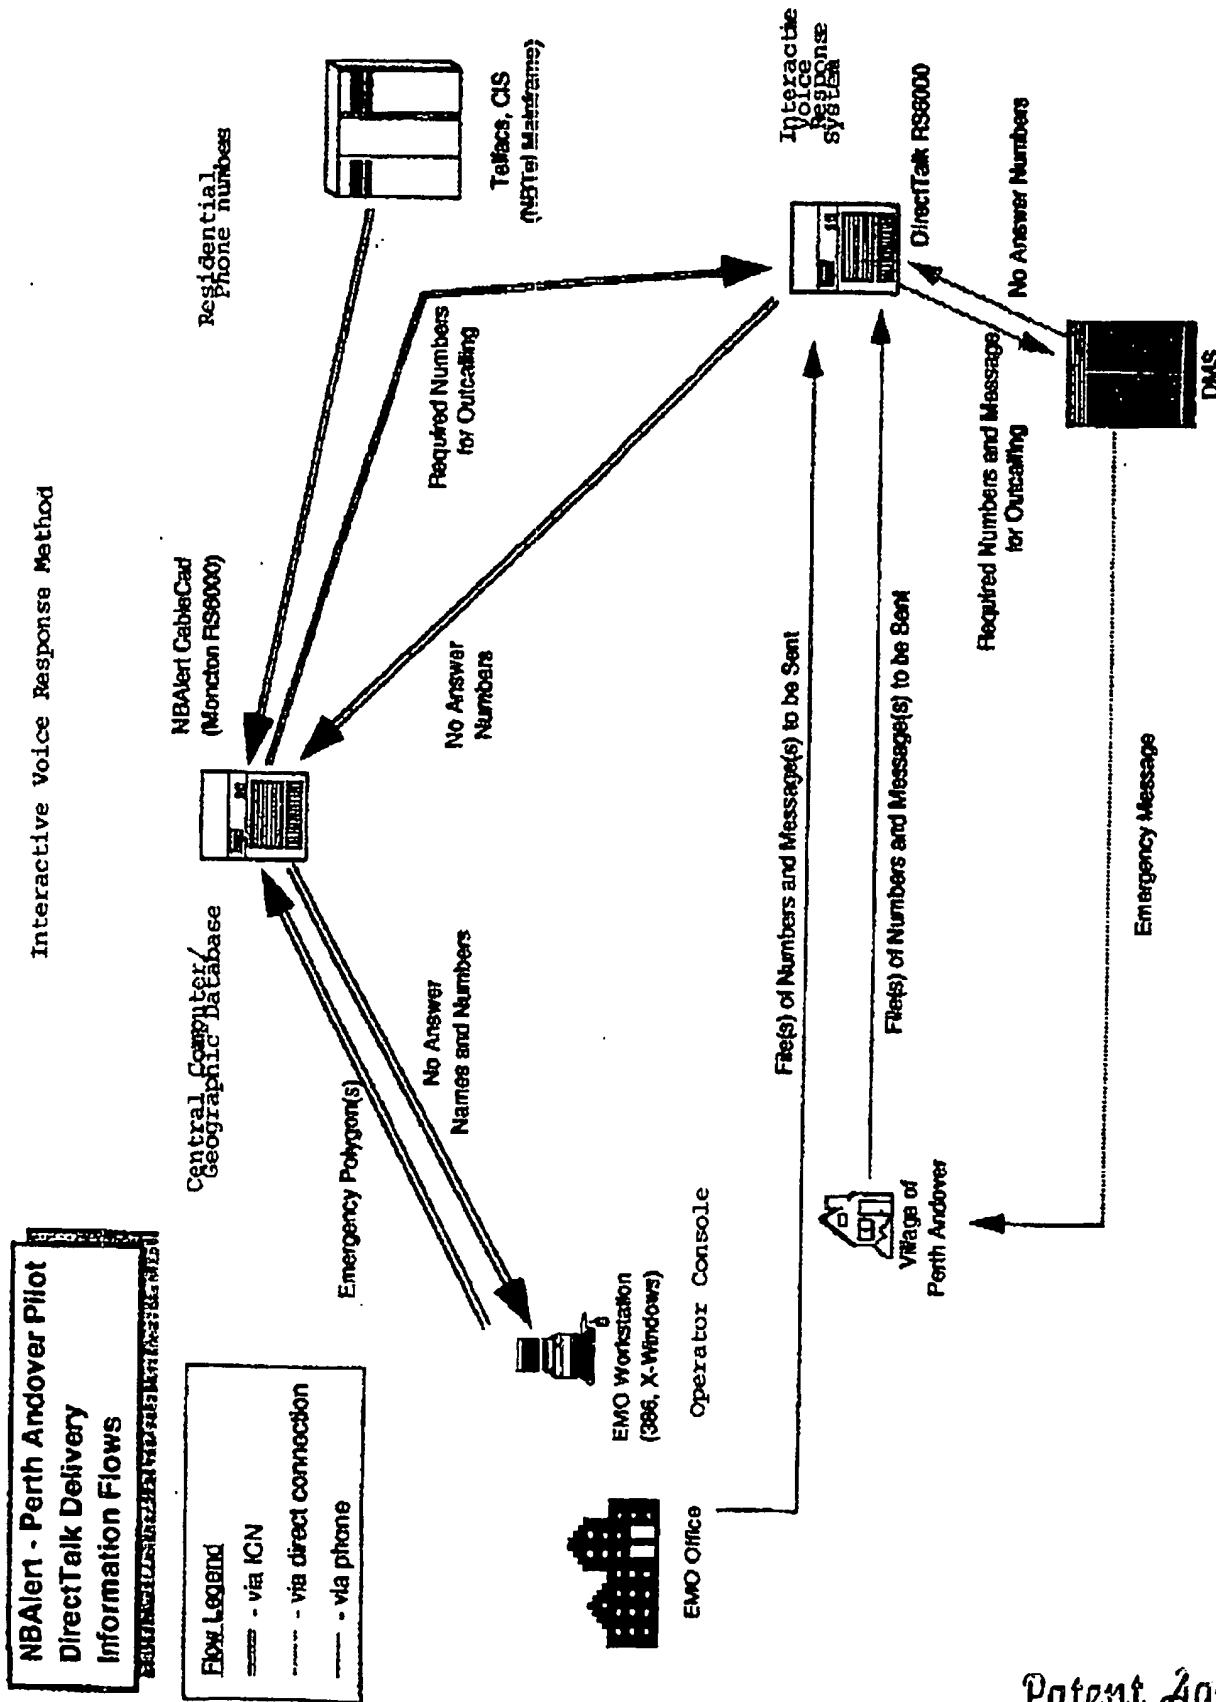 NBAlert - Perth Andover Pilot
DirectTalk Delivery
Information Flows
Interactive Voice Response Method
Flow Legend
- via ICN
- via direct connection
- via phone
Central Computer/
Geographic Database
NBAlert CableCad
(Moncton RS6000)
Residential
Phone numbers
Telfacs, CIS
(NBTel Mainframe)
Emergency Polygon(s)
No Answer
Names and Numbers
No Answer
Numbers
Required Numbers
for Outcalling
EMO Workstation
(386, X-Windows)
Operator Console
EMO Office
Interactie
Voice
Response
System
DirectTalk RS6000
File(s) of Numbers and Message(s) to be Sent
File(s) of Numbers and Message(s) to be Sent
Village of
Perth Andover
No Answer Numbers
Required Numbers and Message
for Outcalling
DMS
Emergency Message
Patent